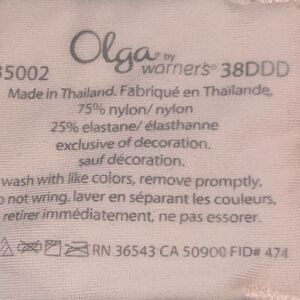 35002 Olga® by warner's® 38DDD
Made in Thailand. Fabriqué en Thaïlande.
75% nylon/ nylon
25% elastane/ élasthanne
exclusive of decoration.
sauf décoration.
wash with like colors, remove promptly.
not wring. laver en séparant les couleurs,
retirer immédiatement, ne pas essorer.
RN 36543 CA 50900 FID# 474